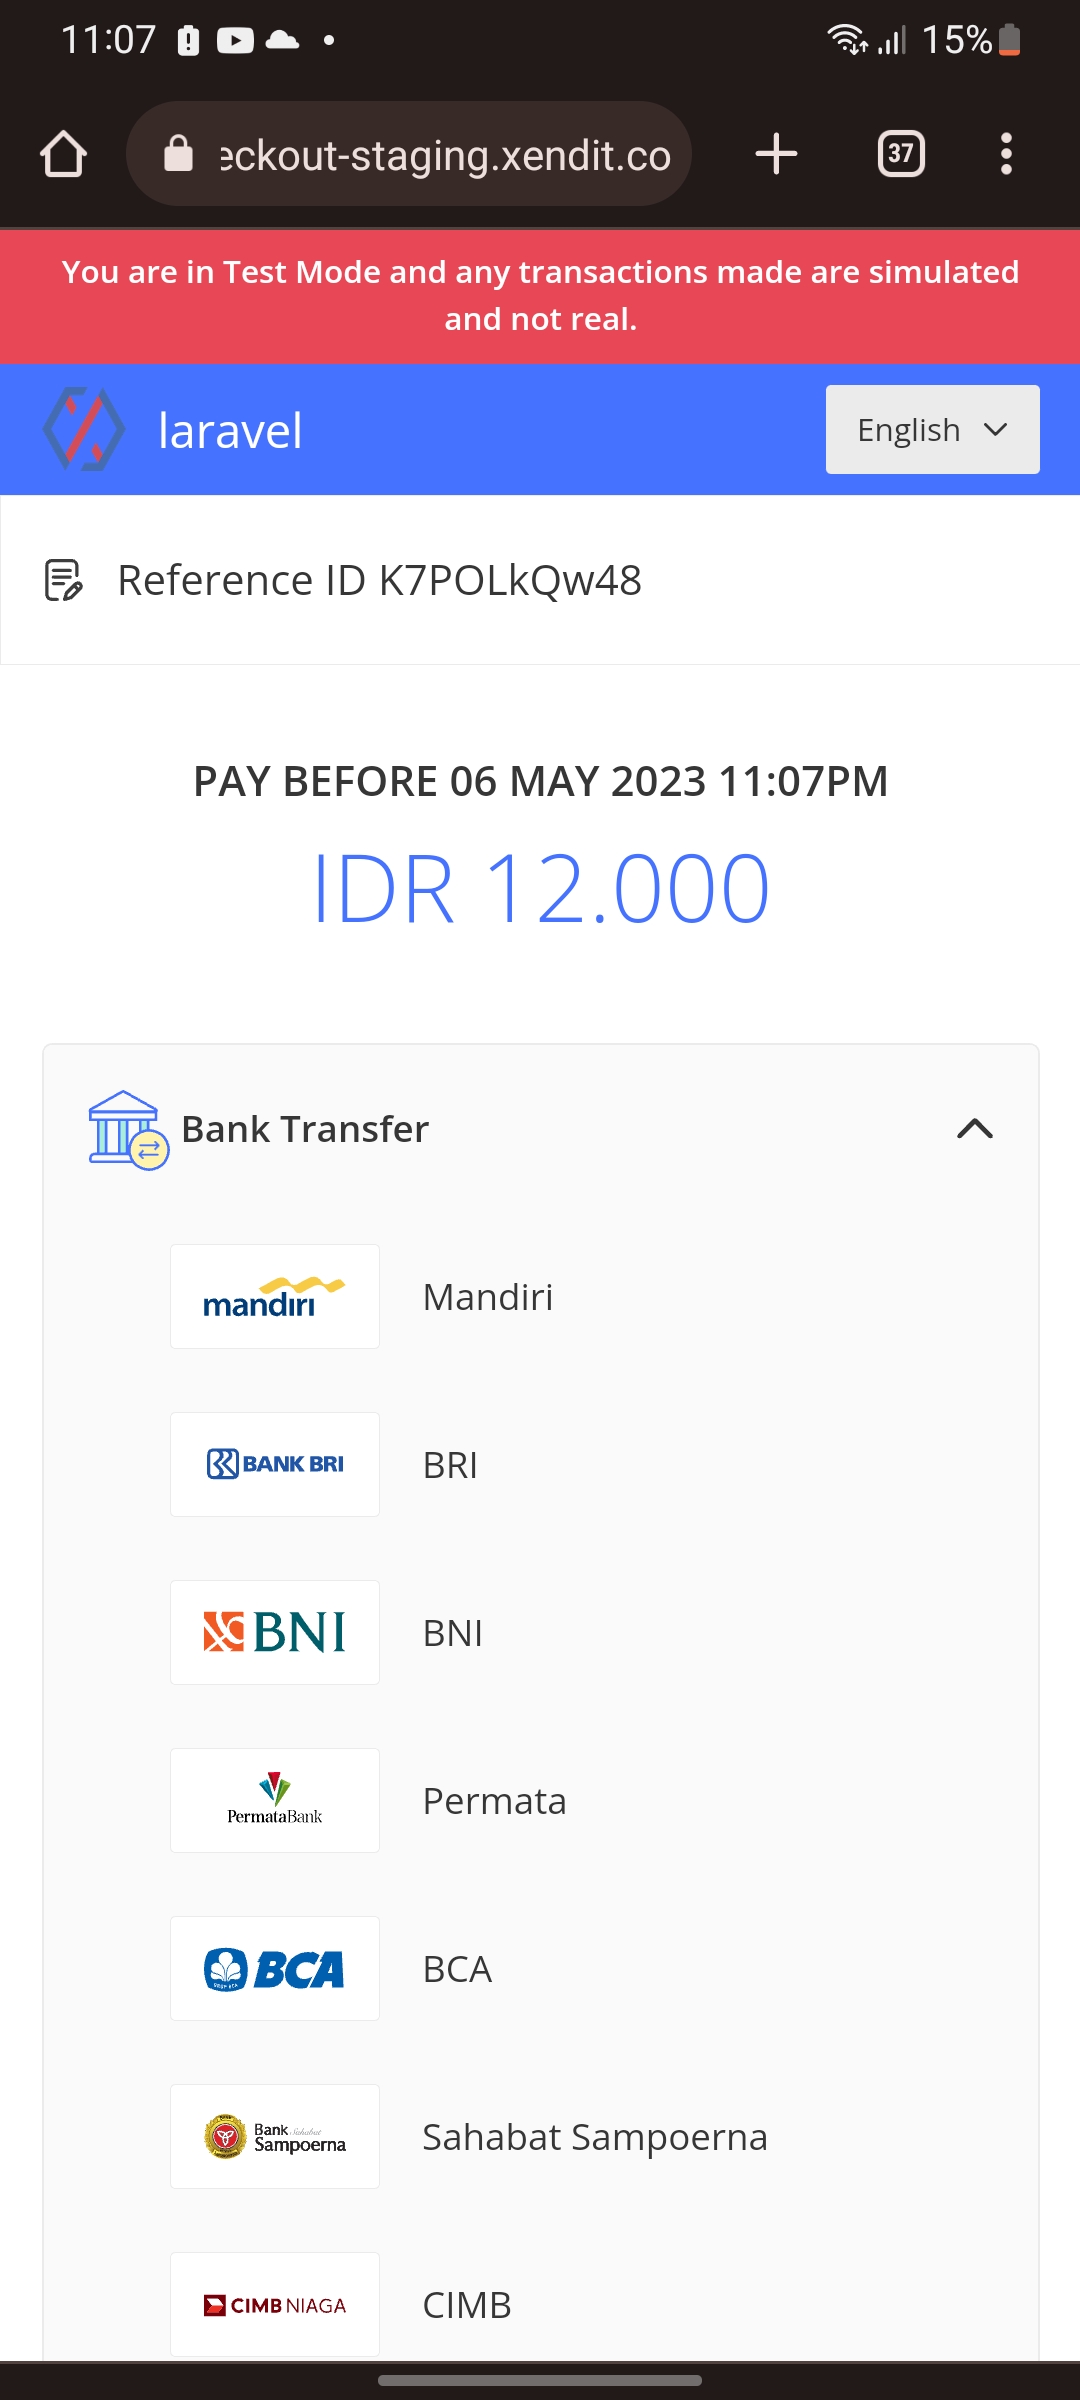 11:07
15%
eckout-staging.xendit.co
37
You are in Test Mode and any transactions made are simulated
and not real.
laravel
English
Reference ID K7POLkQw48
PAY BEFORE 06 MAY 2023 11:07PM
IDR 12.000
Bank Transfer
mandiri
Mandiri
BANK BRI
BRI
BNI
BNI
PermataBank
Permata
BCA
BCA
Bank Sahabat
Sampoerna
Sahabat Sampoerna
CIMB NIAGA
CIMB